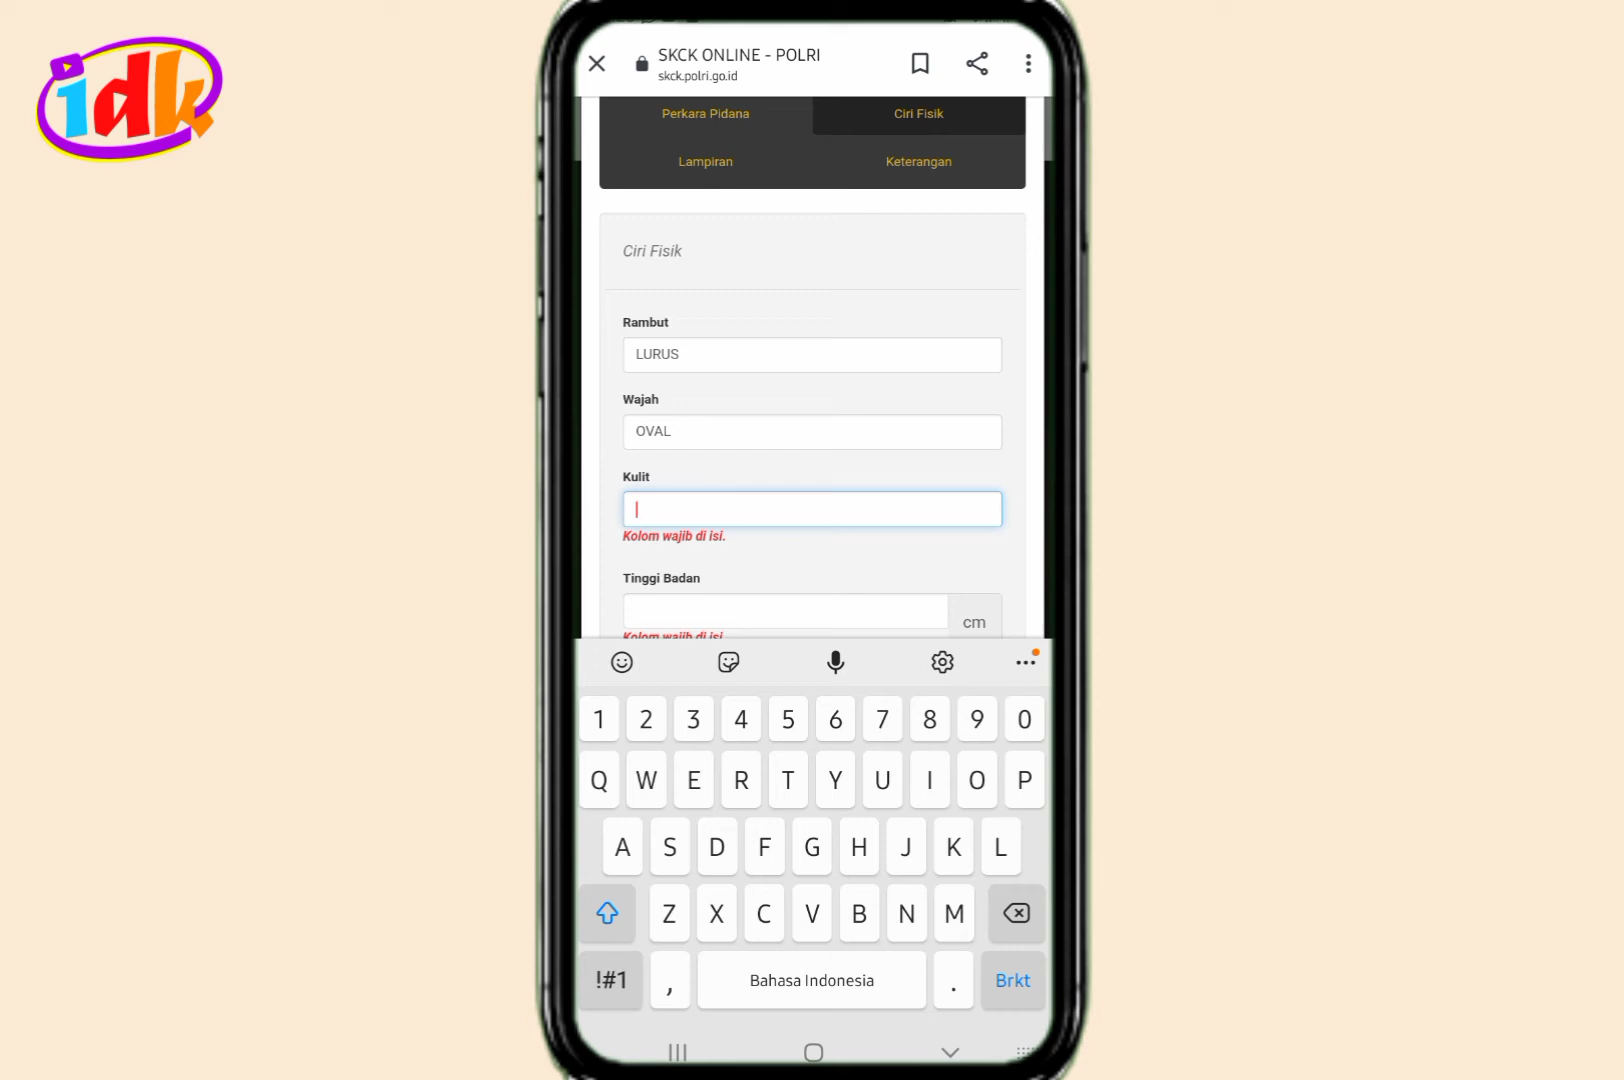 idk
SKCK ONLINE - POLRI
skck.polri.go.id
Perkara Pidana
Ciri Fisik
Lampiran
Keterangan
Ciri Fisik
Rambut
LURUS
Wajah
OVAL
Kulit
Kolom wajib di isi.
Tinggi Badan
cm
Kolom wajib di isi.
1 2 3 4 5 6 7 8 9 0
Q W E R T Y U I O P
A S D F G H J K L
Z X C V B N M
!#1 , Bahasa Indonesia . Brkt